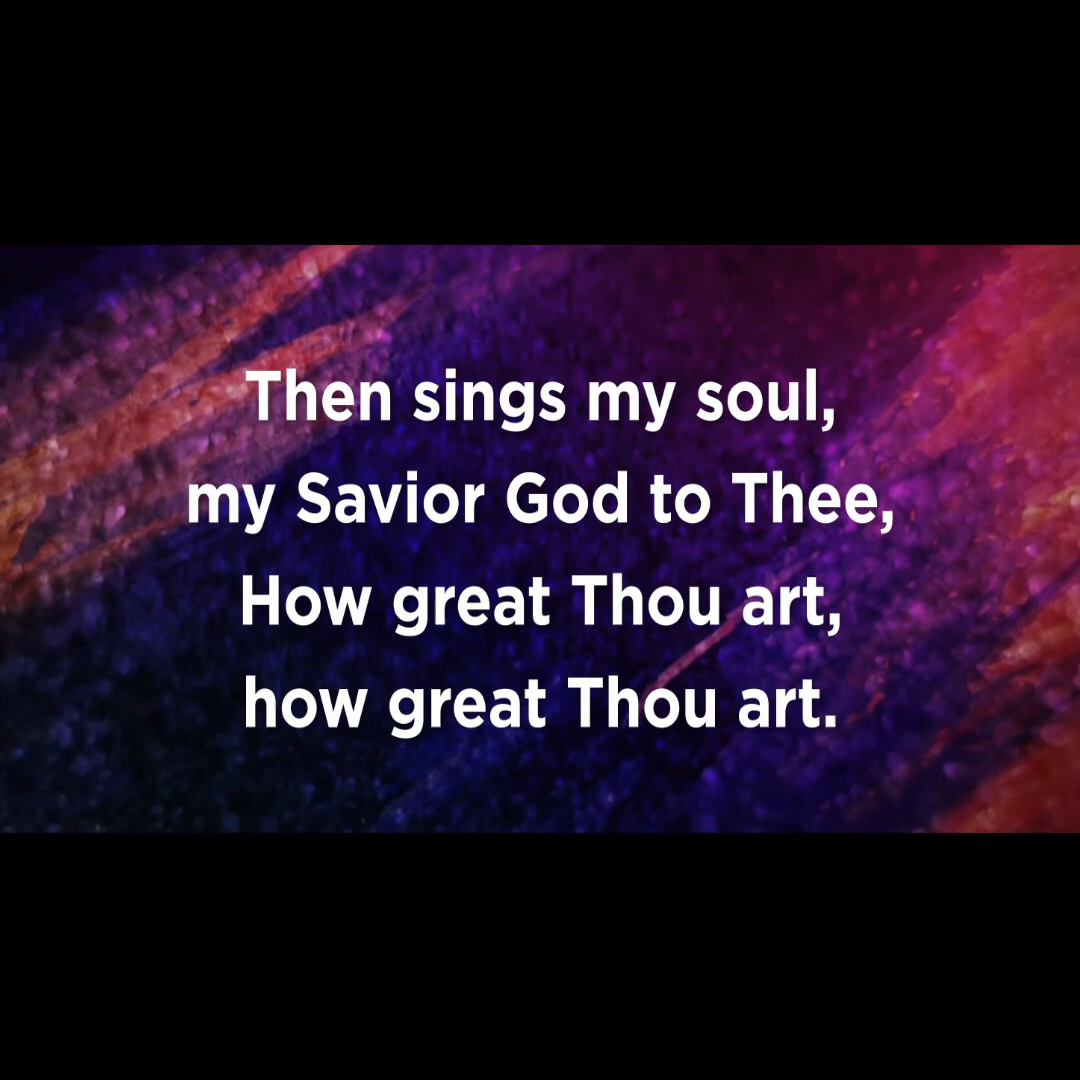 Then sings my soul,
my Savior God to Thee,
How great Thou art,
how great Thou art.